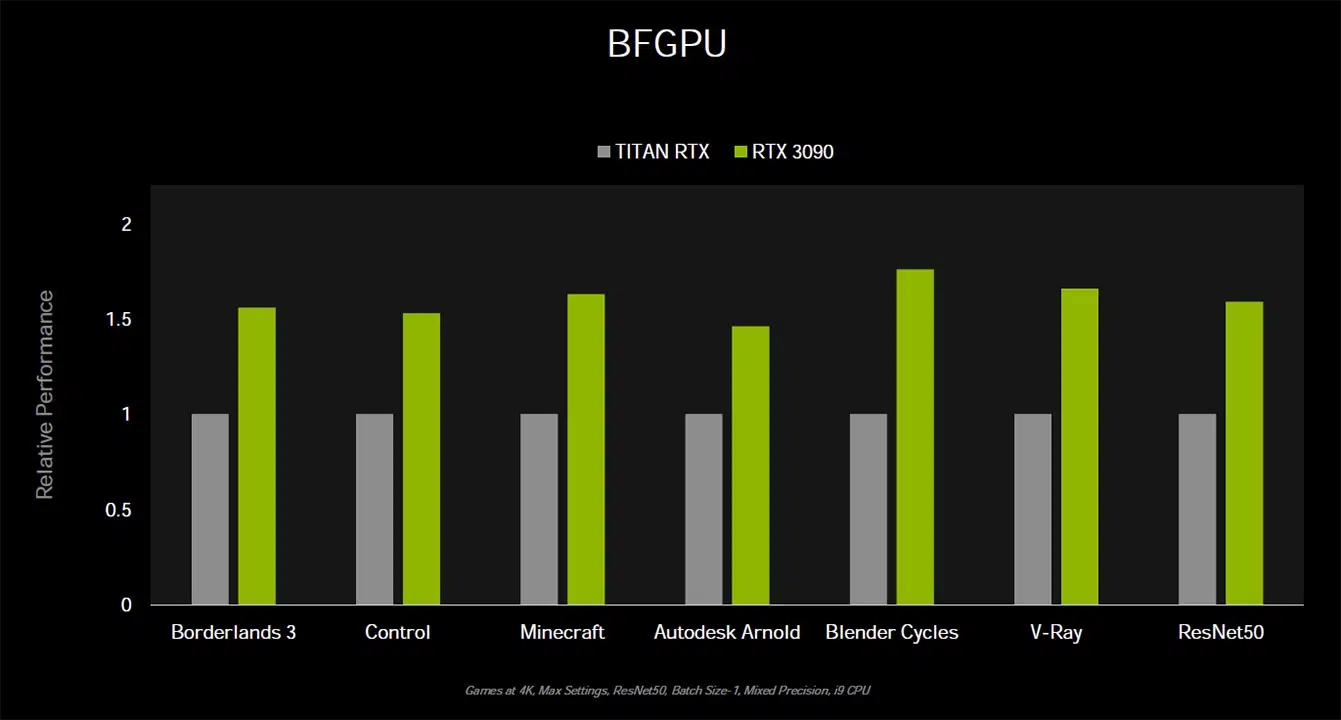 BFGPU
TITAN RTX RTX 3090
2
1.5
1
0.5
0
Relative Performance
Borderlands 3 Control Minecraft Autodesk Arnold Blender Cycles V-Ray ResNet50
Games at 4K, Max Settings, ResNet50, Batch Size-1, Mixed Precision, i9 CPU